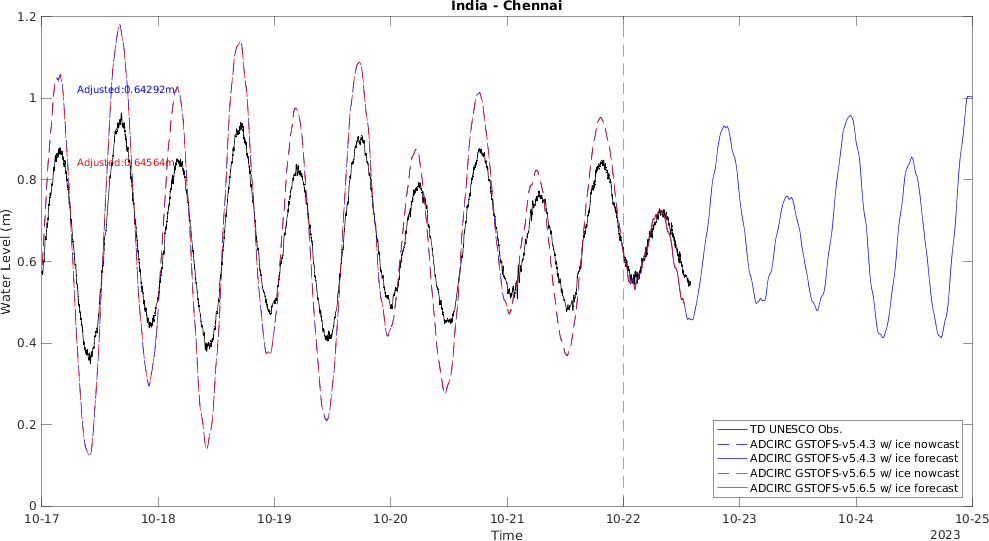 India - Chennai
Water Level (m)
1.2
1
0.8
0.6
0.4
0.2
0
Adjusted:0.64292m
Adjusted:0.64564m
TD UNESCO Obs.
ADCIRC GSTOFS-v5.4.3 w/ ice nowcast
ADCIRC GSTOFS-v5.4.3 w/ ice forecast
ADCIRC GSTOFS-v5.6.5 w/ ice nowcast
ADCIRC GSTOFS-v5.6.5 w/ ice forecast
10-17 10-18 10-19 10-20 10-21 10-22 10-23 10-24 10-25
Time
2023